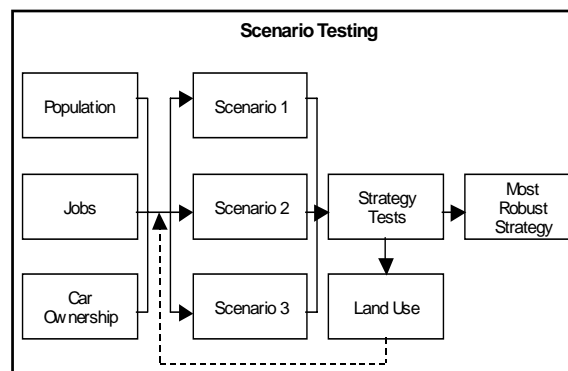 Scenario Testing
Population
Scenario 1
Jobs
Scenario 2
Strategy
Tests
Most
Robust
Strategy
Car
Ownership
Scenario 3
Land Use